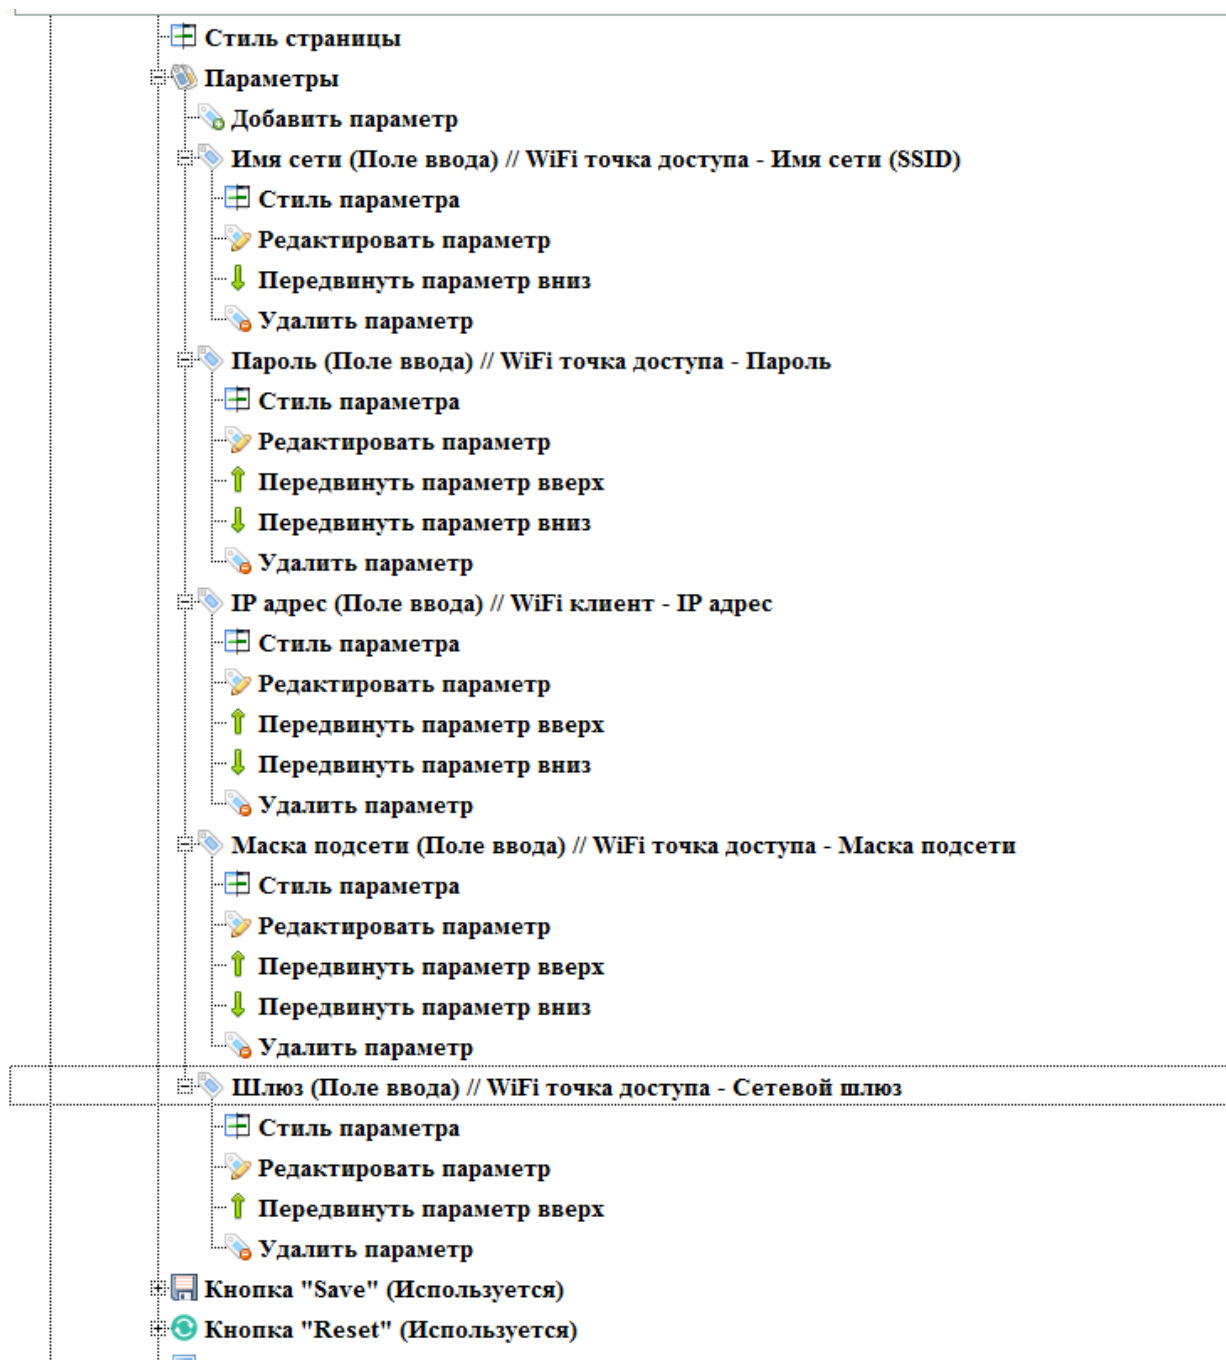 Стиль страницы
Параметры
Добавить параметр
Имя сети (Поле ввода) // WiFi точка доступа - Имя сети (SSID)
Стиль параметра
Редактировать параметр
Передвинуть параметр вниз
Удалить параметр
Пароль (Поле ввода) // WiFi точка доступа - Пароль
Стиль параметра
Редактировать параметр
Передвинуть параметр вверх
Передвинуть параметр вниз
Удалить параметр
IP адрес (Поле ввода) // WiFi клиент - IP адрес
Стиль параметра
Редактировать параметр
Передвинуть параметр вверх
Передвинуть параметр вниз
Удалить параметр
Маска подсети (Поле ввода) // WiFi точка доступа - Маска подсети
Стиль параметра
Редактировать параметр
Передвинуть параметр вверх
Передвинуть параметр вниз
Удалить параметр
Шлюз (Поле ввода) // WiFi точка доступа - Сетевой шлюз
Стиль параметра
Редактировать параметр
Передвинуть параметр вверх
Удалить параметр
Кнопка "Save" (Используется)
Кнопка "Reset" (Используется)